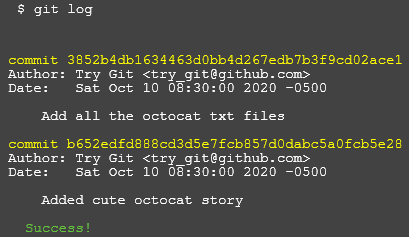 $ git log
commit 3852b4db1634463d0bb4d267edb7b3f9cd02ace1
Author: Try Git <try_git@github.com>
Date: Sat Oct 10 08:30:00 2020 -0500
Add all the octocat txt files
commit b652edfd888cd3d5e7fcb857d0dabc5a0fcb5e28
Author: Try Git <try_git@github.com>
Date: Sat Oct 10 08:30:00 2020 -0500
Added cute octocat story
Success!